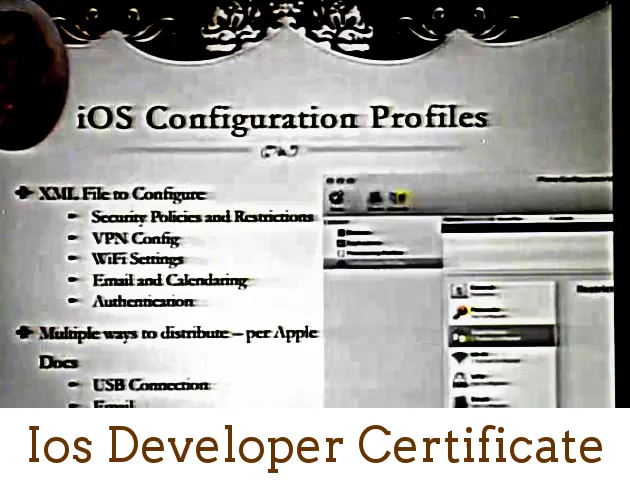 iOS Configuration Profiles
XML File to Configure
- Security Policies and Restrictions
- VPN Config
- WiFi Settings
- Email and Calendaring
- Authentication
Multiple ways to distribute – per Apple
Docs
- USB Connection
- Email
Ios Developer Certificate